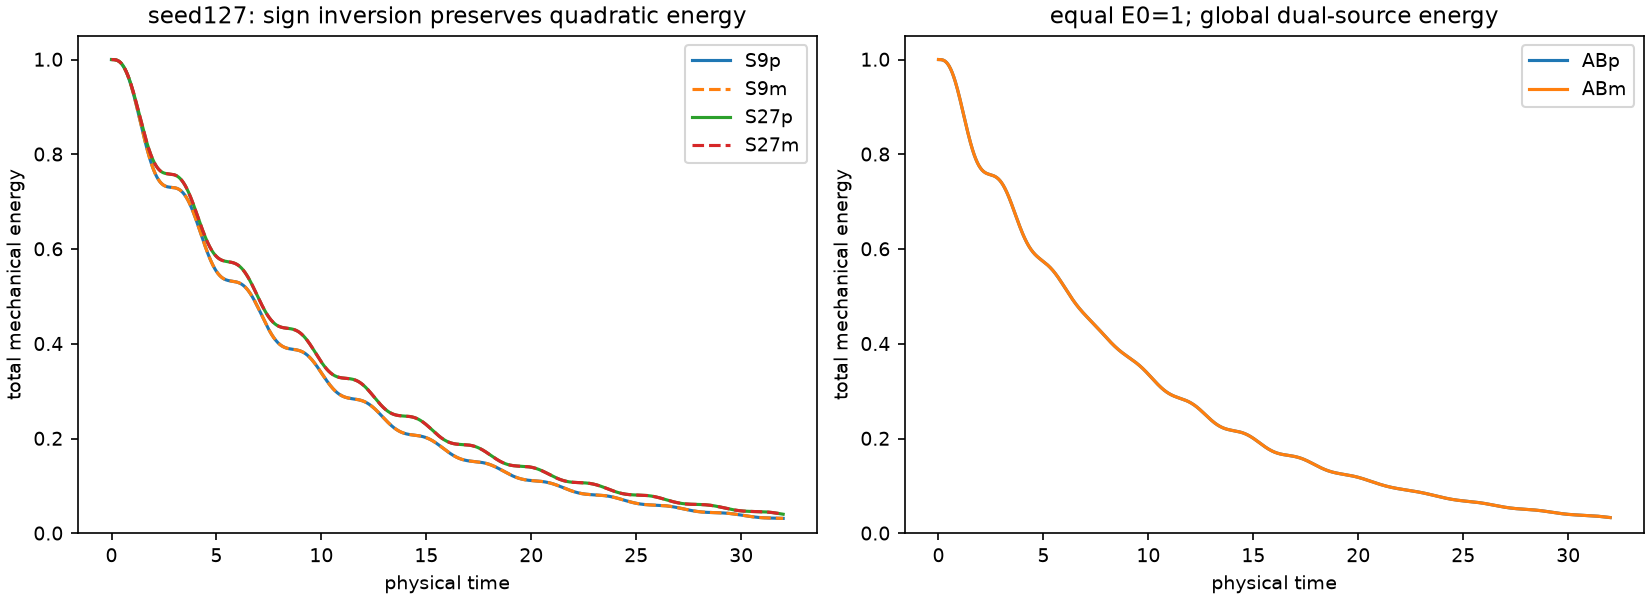 seed127: sign inversion preserves quadratic energy
S9p
S9m
S27p
S27m
total mechanical energy
1.0
0.8
0.6
0.4
0.2
0.0
0 5 10 15 20 25 30
physical time
equal E0=1; global dual-source energy
ABp
ABm
total mechanical energy
1.0
0.8
0.6
0.4
0.2
0.0
0 5 10 15 20 25 30
physical time